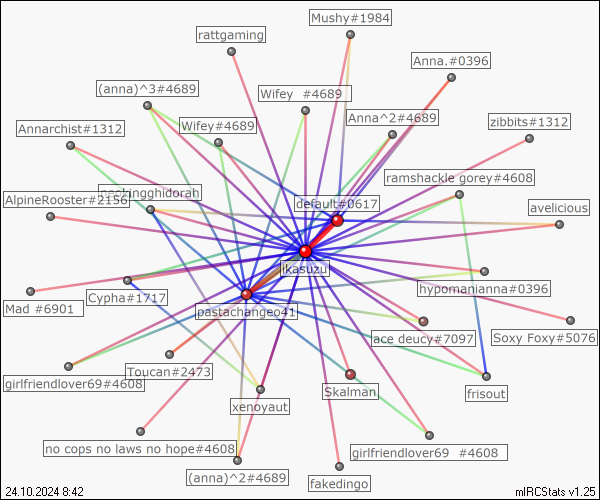 Mushy#1984
rattgaming
Anna.#0396
(anna)^3#4689
Wifey #4689
Anna^2#4689
zibbits#1312
Annarchist#1312
Wifey#4689
ramshackle gorey#4608
AlpineRooster#2156
neckingghidorah
default#0617
avelicious
likasuzu
hypomanianna#0396
Mad #6901
Cypha#1717
pastachangeo41
lace deucy#7097
Soxy Foxy#5076
girlfriendlover69#4608
Toucan#2473
Skalman
frisout
xenoyaut
no cops no laws no hope#4608
girlfriendlover69 #4608
(anna)^2#4689
fakedingo
24.10.2024 8:42
mIRCStats v1.25